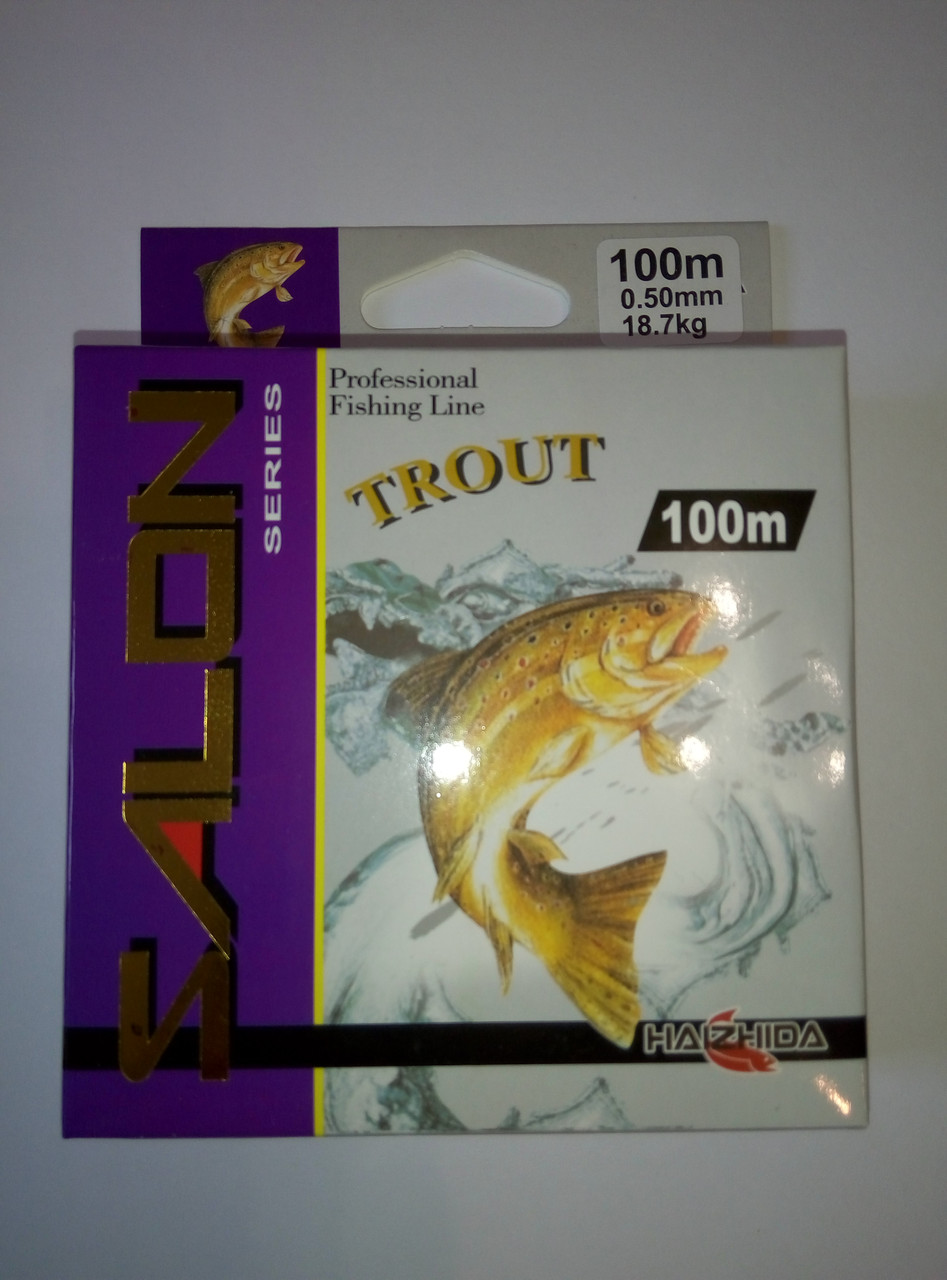 100m
0.50mm
18.7kg
SALON
SERIES
Professional
Fishing Line
TROUT
100m
HAIZHIDA